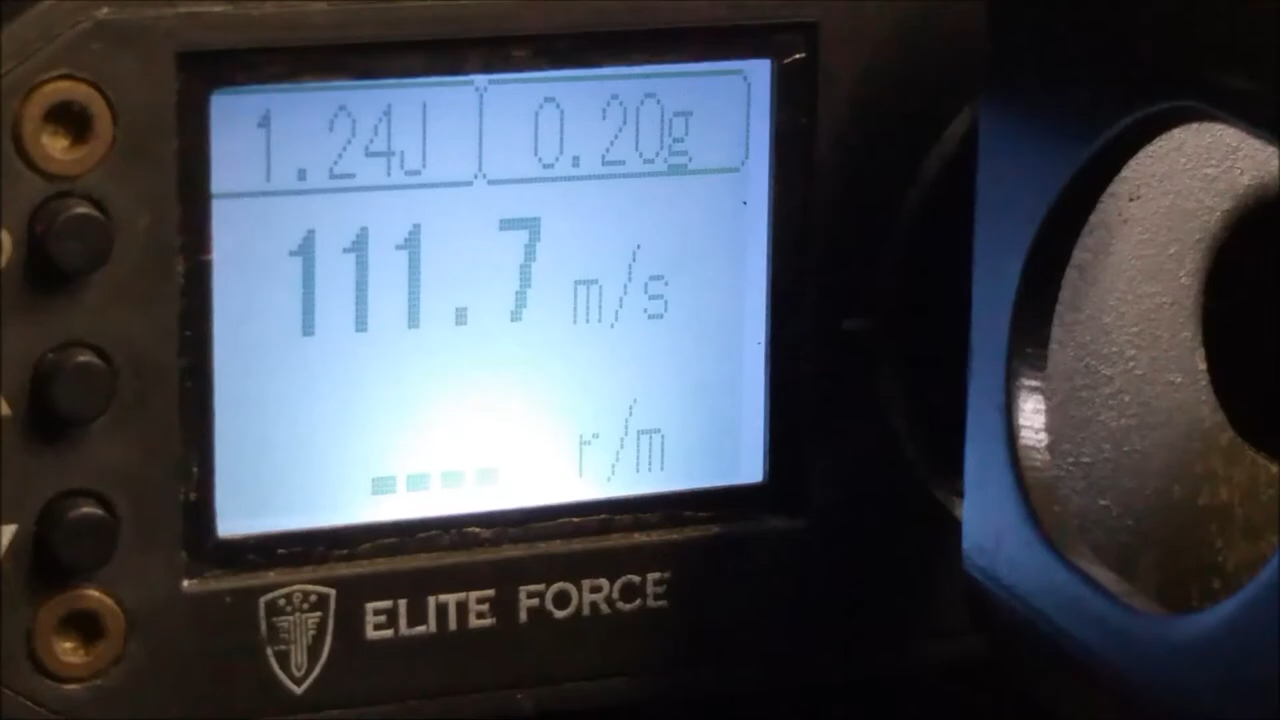 1.24J 0.20g
111.7 m/s
---- r/m
ELITE FORCE